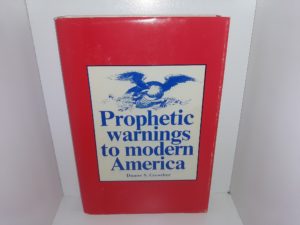 Prophetic
warnings
to modern
America
Duane S. Crowther